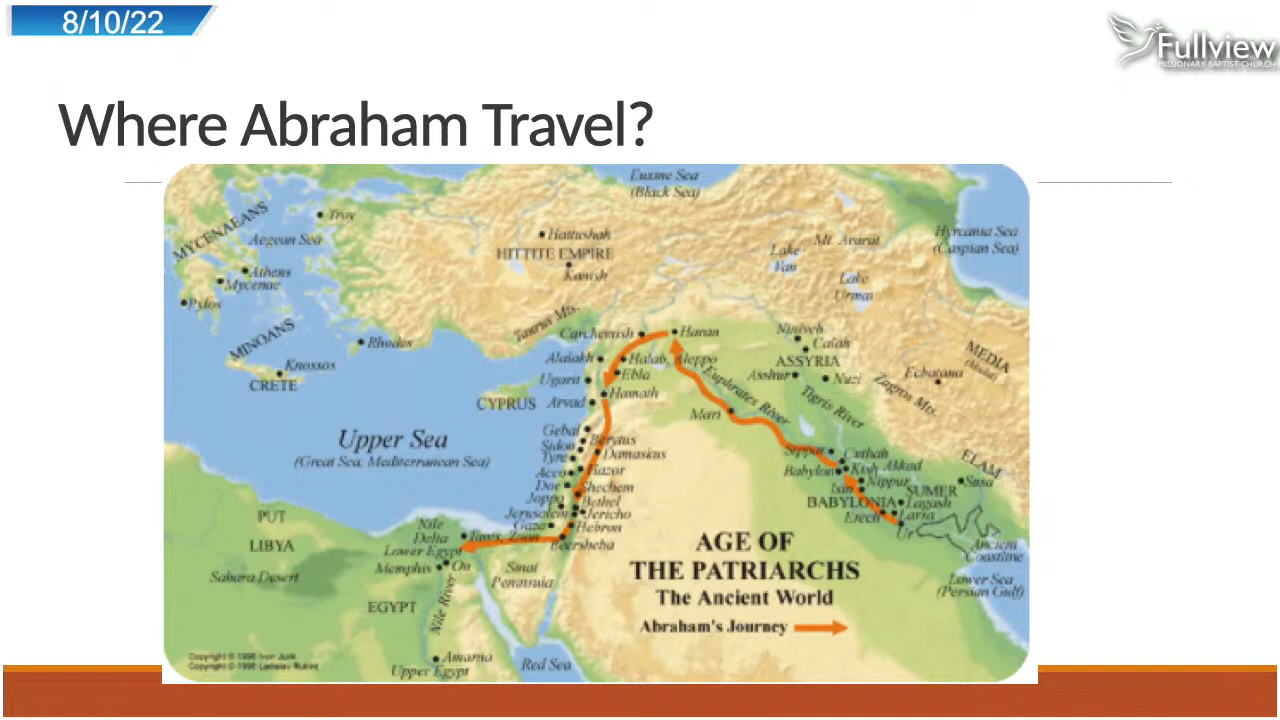 8/10/22
Fullview
MISSIONARY BAPTIST CHURCH
Where Abraham Travel?
Euxine Sea
(Black Sea)
MYCENAEANS
Troy
Aegean Sea
Hattushah
HITTITE EMPIRE
Kanish
Mt. Ararat
Lake
Van
Lake
Urmia
Hyrcania Sea
(Caspian Sea)
Athens
Mycenae
Pylos
MINOANS
Knossos
CRETE
Rhodes
Taurus Mts.
Carchemish
Haran
Alalakh
Halab, Aleppo
Ebla
Ugarit
Hamath
CYPRUS
Arvad
Nineveh
Calah
ASSYRIA
Asshur
Nuzi
MEDIA
Ecbatana
Zagros Mts.
Euphrates River
Tigris River
Mari
Upper Sea
(Great Sea, Mediterranean Sea)
Gebal
Berytus
Sidon
Damaskus
Tyre
Acco
Hazor
Dor
Shechem
Joppa
Bethel
Jerusalem
Jericho
Gaza
Hebron
Beersheba
Sippar
Cuthah
Babylon
Kish
Akkad
Nippur
Isin
ELAM
Susa
SUMER
BABYLONIA
Lagash
Erech
Larsa
Ur
Ancient
Coastline
Lower Sea
(Persian Gulf)
PUT
LIBYA
Sahara Desert
Nile
Delta
Tanis, Zoan
Lower Egypt
Memphis
On
Sinai
Peninsula
EGYPT
Nile River
Amarna
Upper Egypt
Red Sea
AGE OF
THE PATRIARCHS
The Ancient World
Abraham's Journey